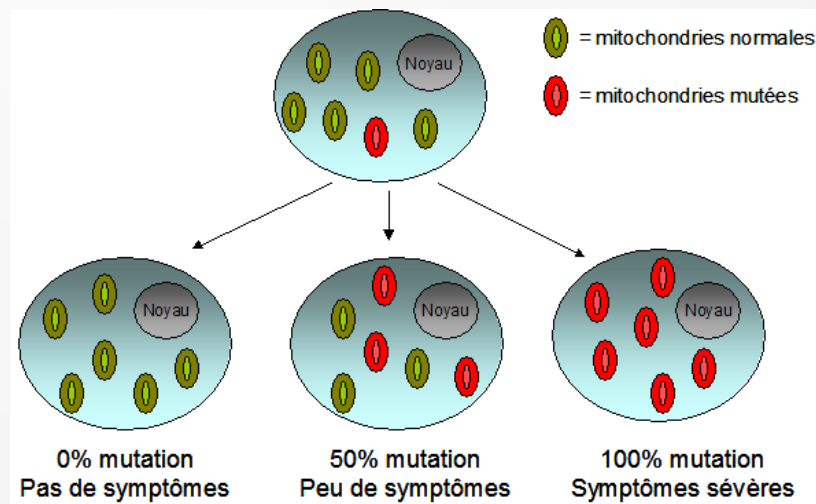 Noyau
= mitochondries normales
= mitochondries mutées
Noyau
Noyau
Noyau
0% mutation
Pas de symptômes
50% mutation
Peu de symptômes
100% mutation
Symptômes sévères